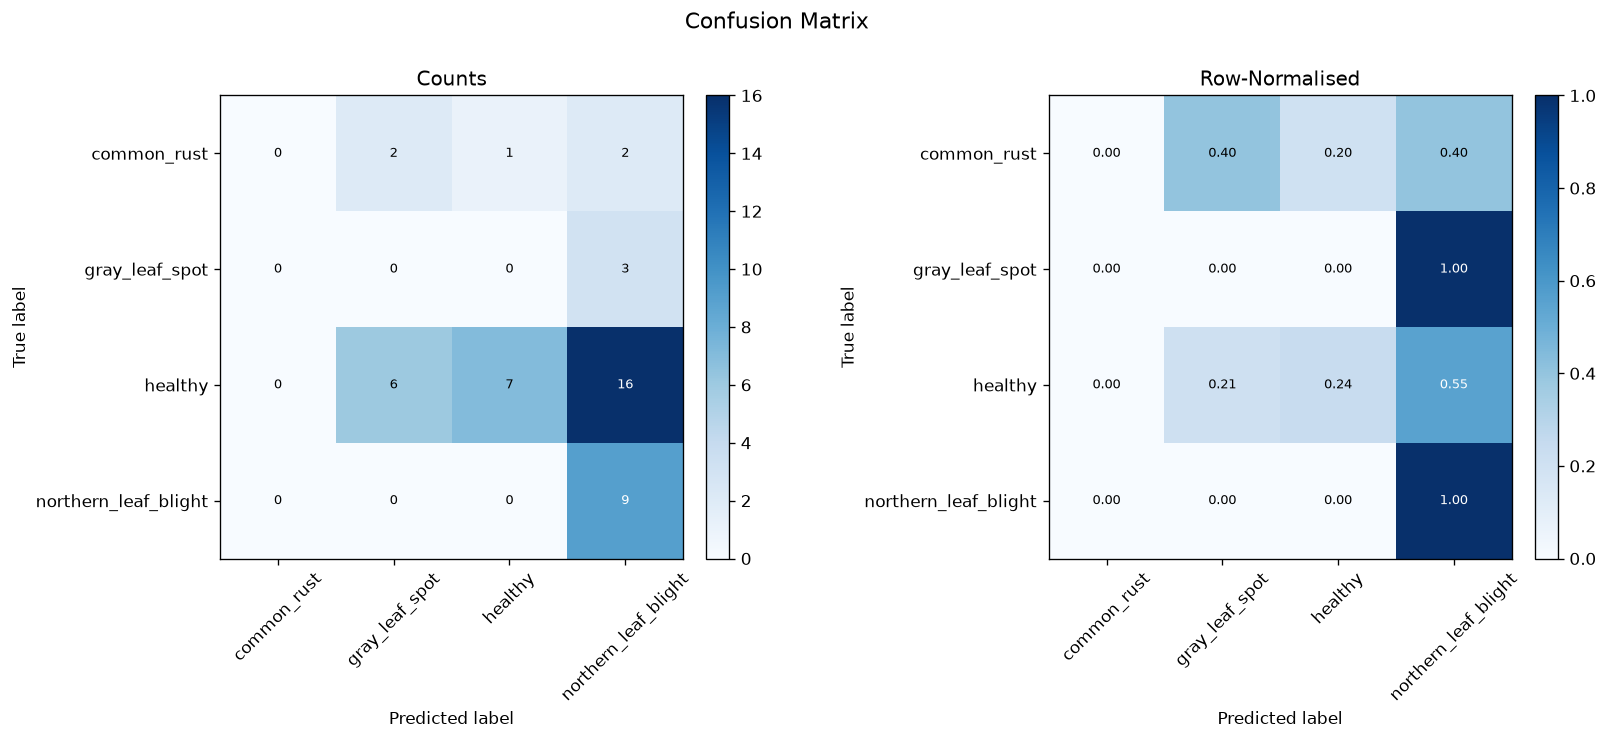 Confusion Matrix
Counts
common_rust 0 2 1 2
gray_leaf_spot 0 0 0 3
healthy 0 6 7 16
northern_leaf_blight 0 0 0 9
True label
common_rust
gray_leaf_spot
healthy
northern_leaf_blight
Predicted label
16
14
12
10
8
6
4
2
0
Row-Normalised
common_rust 0.00 0.40 0.20 0.40
gray_leaf_spot 0.00 0.00 0.00 1.00
healthy 0.00 0.21 0.24 0.55
northern_leaf_blight 0.00 0.00 0.00 1.00
True label
common_rust
gray_leaf_spot
healthy
northern_leaf_blight
Predicted label
1.0
0.8
0.6
0.4
0.2
0.0